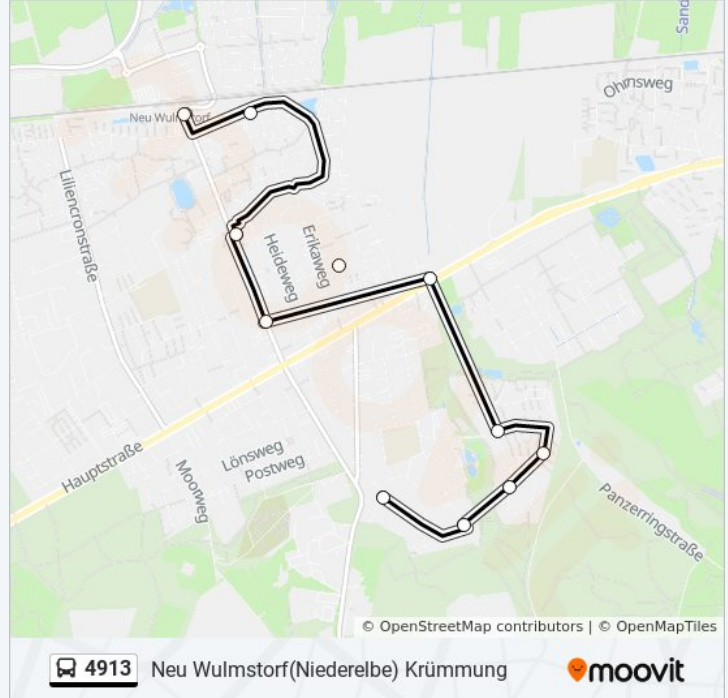 Sand
Ohnsweg
Neu Wulmstorf
Liliencronstraße
Erikaweg
Heideweg
Hauptstraße
Lönsweg
Postweg
Moorweg
Panzerringstraße
© OpenStreetMap contributors | © OpenMapTiles
4913 Neu Wulmstorf(Niederelbe) Krümmung moovit